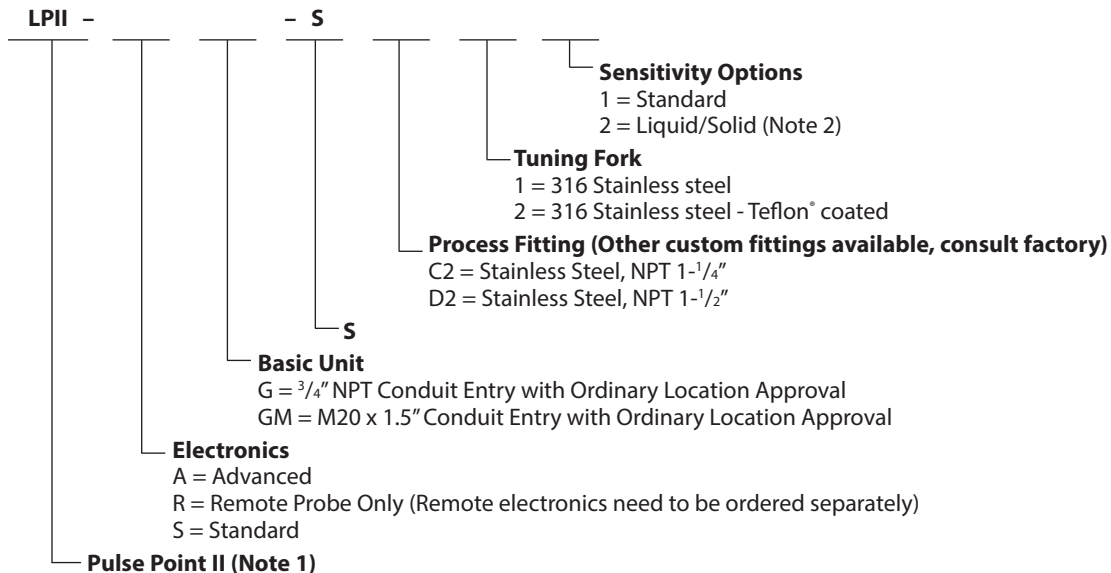 LPII – – S
Sensitivity Options
1 = Standard
2 = Liquid/Solid (Note 2)
Tuning Fork
1 = 316 Stainless steel
2 = 316 Stainless steel - Teflon® coated
Process Fitting (Other custom fittings available, consult factory)
C2 = Stainless Steel, NPT 1-1/4”
D2 = Stainless Steel, NPT 1-1/2”
S
Basic Unit
G = 3/4” NPT Conduit Entry with Ordinary Location Approval
GM = M20 x 1.5” Conduit Entry with Ordinary Location Approval
Electronics
A = Advanced
R = Remote Probe Only (Remote electronics need to be ordered separately)
S = Standard
Pulse Point II (Note 1)